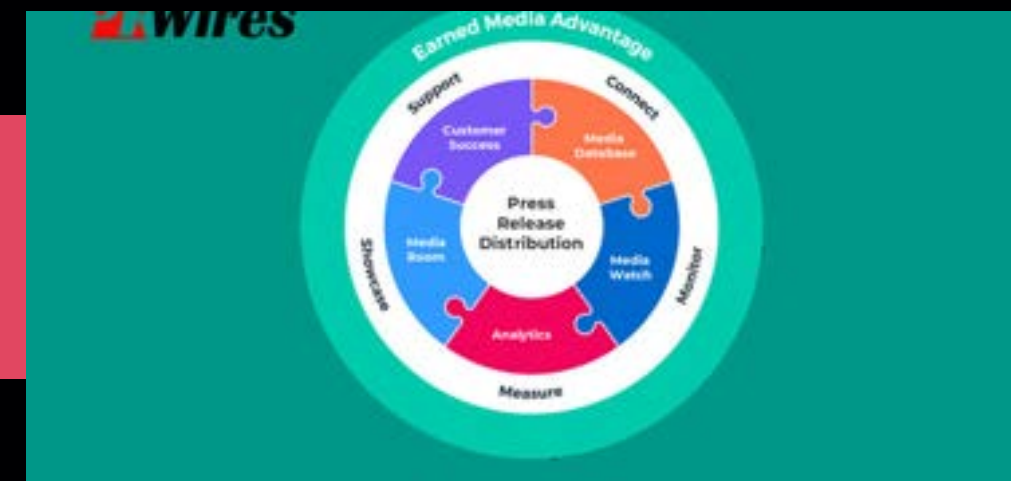 PRWires
Earned Media Advantage
Support
Connect
Customer
Success
Media
Database
Press
Release
Distribution
Showcase
Media
Room
Media
Watch
Monitor
Analytics
Measure